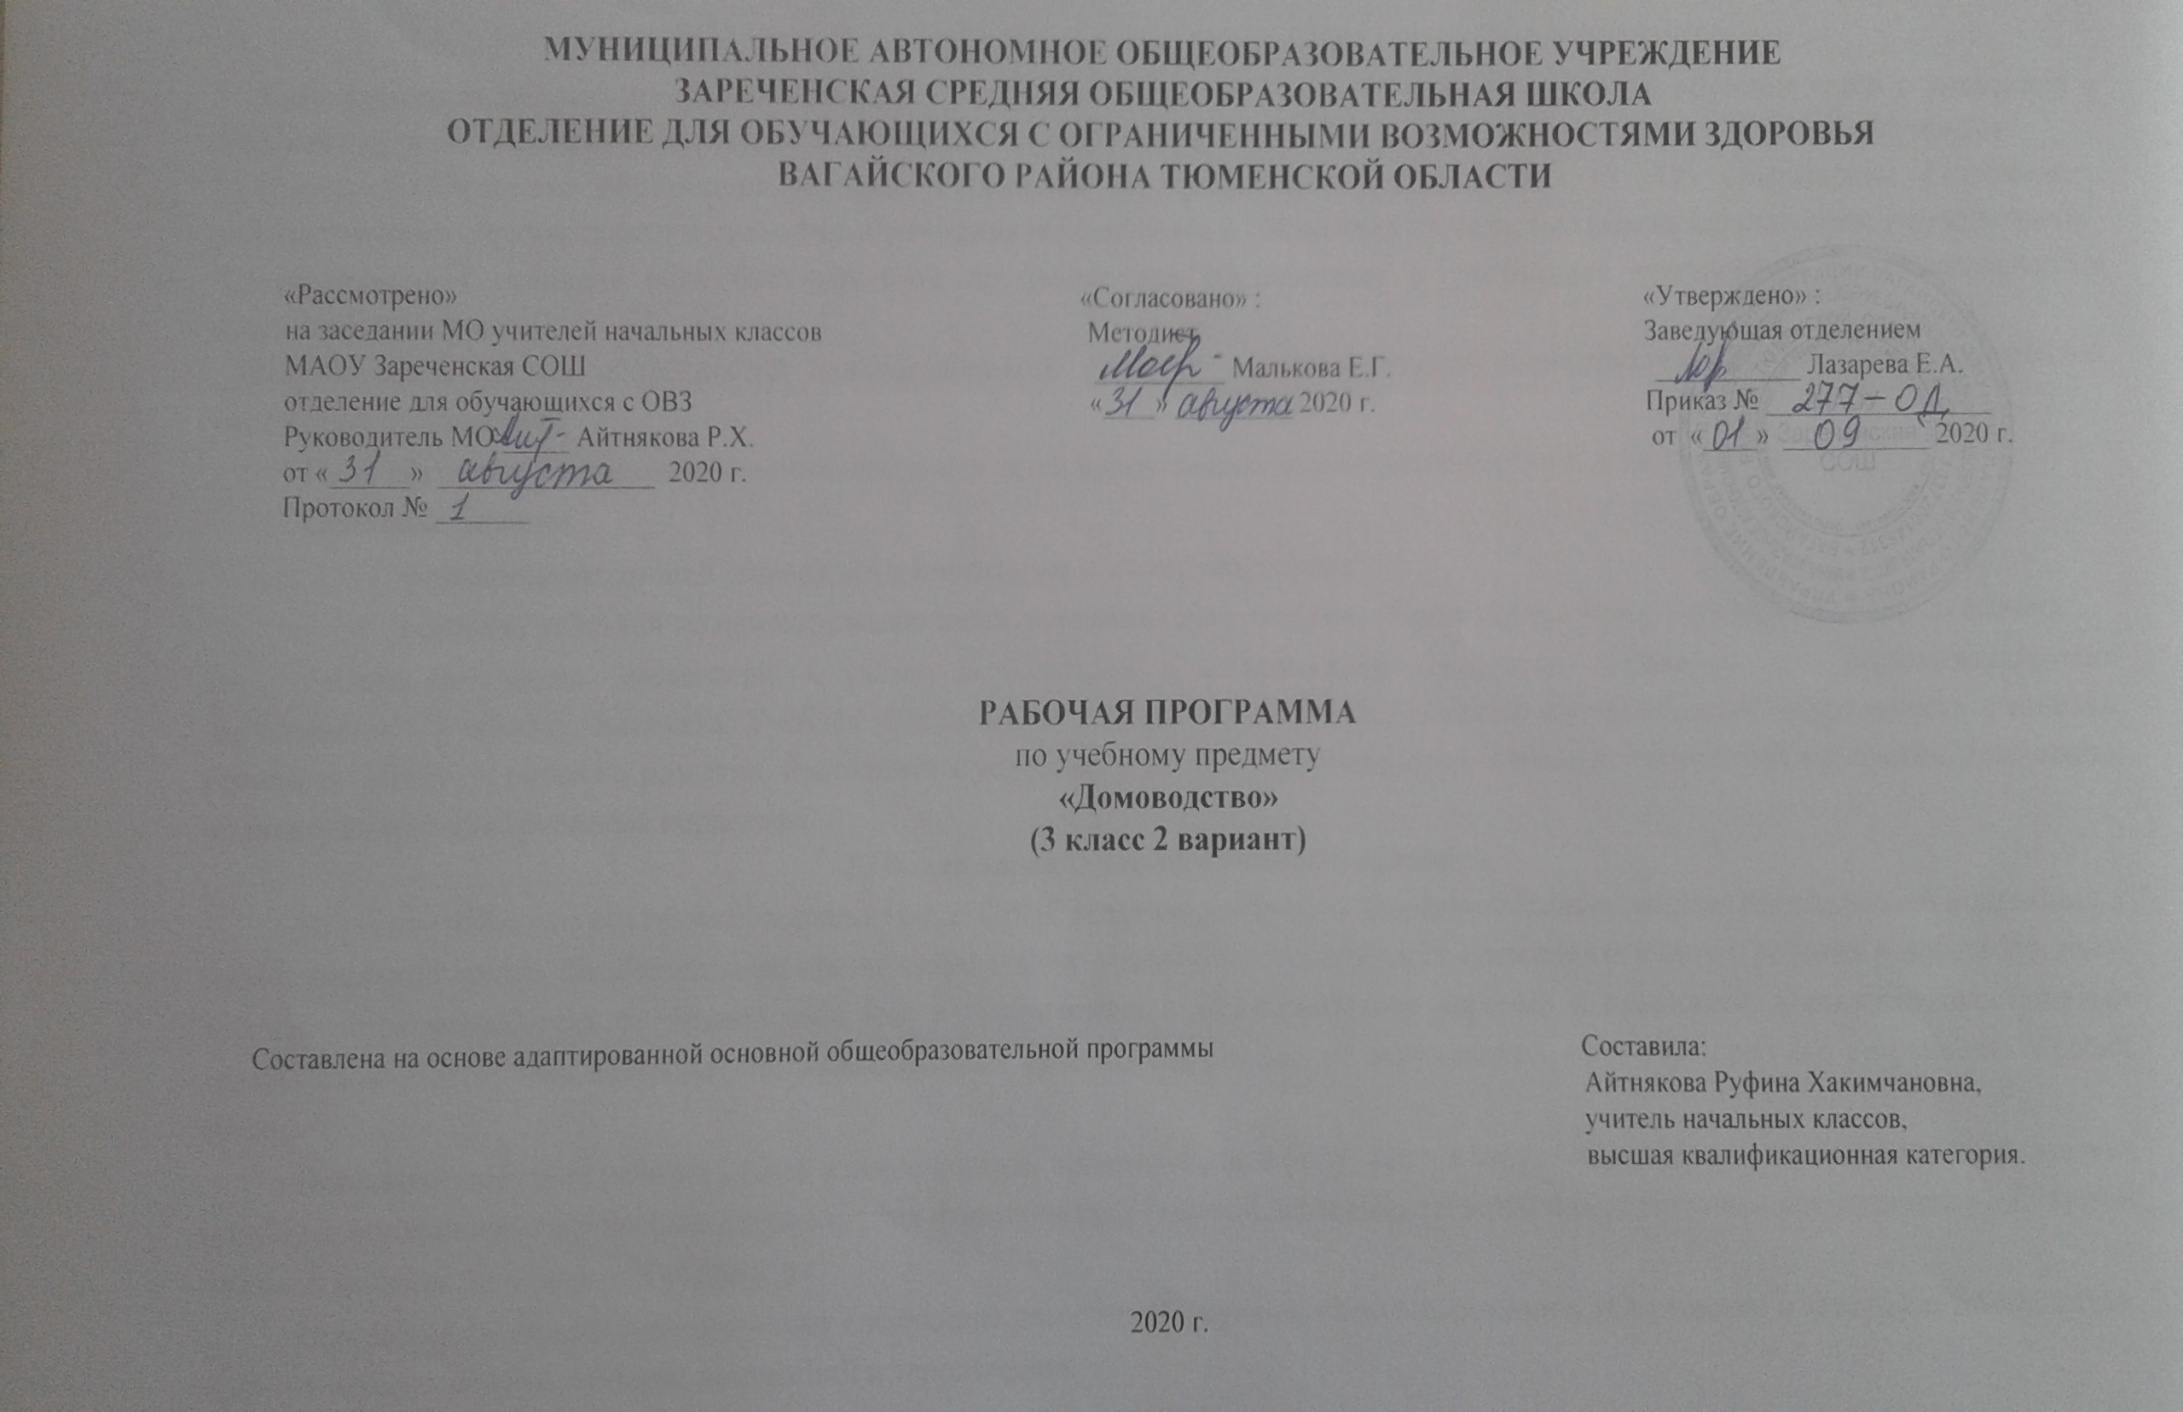 МУНИЦИПАЛЬНОЕ АВТОНОМНОЕ ОБЩЕОБРАЗОВАТЕЛЬНОЕ УЧРЕЖДЕНИЕ
ЗАРЕЧЕНСКАЯ СРЕДНЯЯ ОБЩЕОБРАЗОВАТЕЛЬНАЯ ШКОЛА
ОТДЕЛЕНИЕ ДЛЯ ОБУЧАЮЩИХСЯ С ОГРАНИЧЕННЫМИ ВОЗМОЖНОСТЯМИ ЗДОРОВЬЯ
ВАГАЙСКОГО РАЙОНА ТЮМЕНСКОЙ ОБЛАСТИ
«Рассмотрено»
на заседании МО учителей начальных классов
МАОУ Зареченская СОШ
отделение для обучающихся с ОВЗ
Руководитель МО Айтнякова Р.Х.
от « 31 » августа 2020 г.
Протокол № 1
«Согласовано» :
Методист
Малькова Е.Г.
« 31 » августа 2020 г.
«Утверждено» :
Заведующая отделением
Лазарева Е.А.
Приказ № 277-ОД
от « 01 » 09 2020 г.
СОШ
РАБОЧАЯ ПРОГРАММА
по учебному предмету
«Домоводство»
(3 класс 2 вариант)
Составлена на основе адаптированной основной общеобразовательной программы
Составила:
Айтнякова Руфина Хакимчановна,
учитель начальных классов,
высшая квалификационная категория.
2020 г.